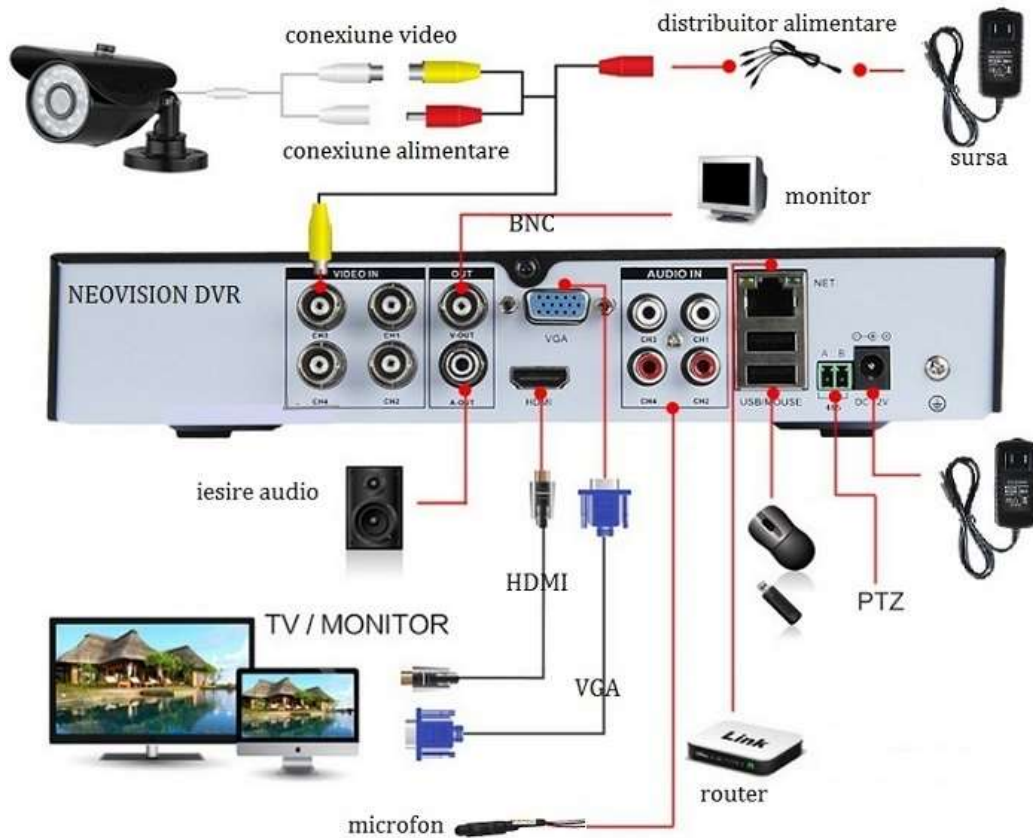 conexiune video
distribuitor alimentare
conexiune alimentare
sursa
monitor
BNC
NEOVISION DVR
VIDEO IN
OUT
AUDIO IN
NET
CH3
CH1
V-OUT
VGA
CH3
CH1
A B
CH4
CH2
A-OUT
HDMI
CH4
CH2
USB/MOUSE
485
DC 12V
iesire audio
HDMI
PTZ
TV / MONITOR
VGA
Link
router
microfon